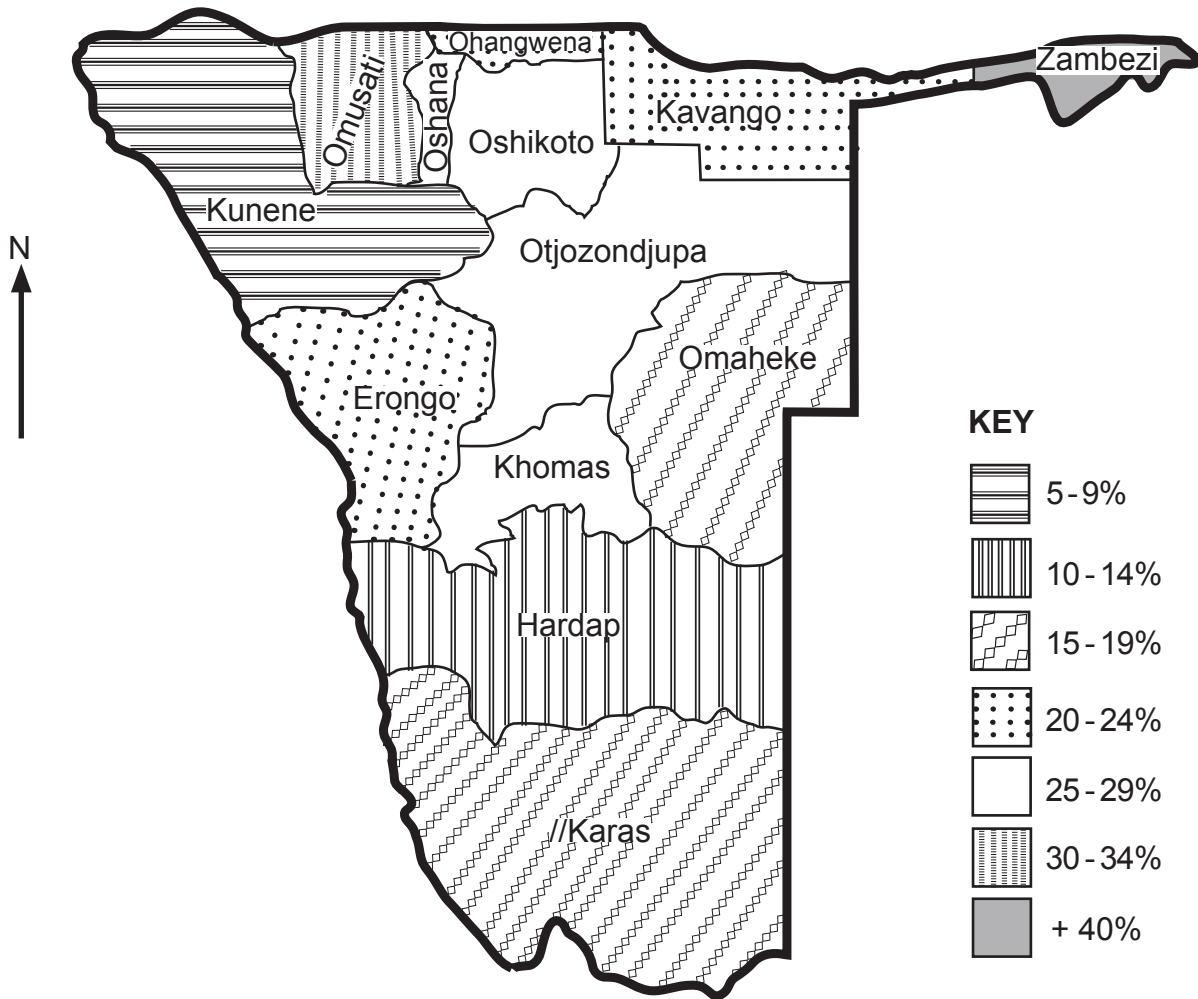 Ohangwena
Zambezi
Omusati
Oshana
Oshikoto
Kavango
Kunene
Otjozondjupa
N
Omaheke
Erongo
Khomas
Hardap
//Karas
KEY
5 - 9%
10 - 14%
15 - 19%
20 - 24%
25 - 29%
30 - 34%
+ 40%